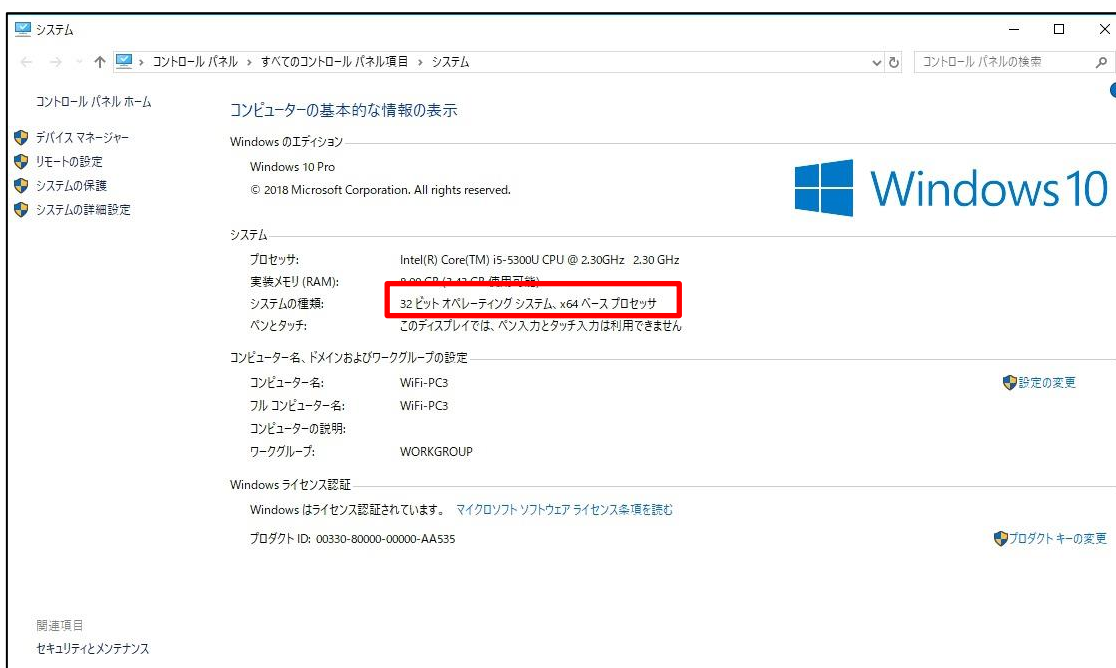 システム
コントロール パネル › すべてのコントロール パネル項目 › システム
コントロール パネルの検索
コントロール パネル ホーム
デバイス マネージャー
リモートの設定
システムの保護
システムの詳細設定
コンピューターの基本的な情報の表示
Windows のエディション
Windows 10 Pro
© 2018 Microsoft Corporation. All rights reserved.
Windows 10
システム
プロセッサ: Intel(R) Core(TM) i5-5300U CPU @ 2.30GHz 2.30 GHz
実装メモリ (RAM): 8.00 GB (3.43 GB 使用可能)
システムの種類: 32 ビット オペレーティング システム、x64 ベース プロセッサ
ペンとタッチ: このディスプレイでは、ペン入力とタッチ入力は利用できません
コンピューター名、ドメインおよびワークグループの設定
コンピューター名: WiFi-PC3
設定の変更
フル コンピューター名: WiFi-PC3
コンピューターの説明:
ワークグループ: WORKGROUP
Windows ライセンス認証
Windows はライセンス認証されています。 マイクロソフト ソフトウェア ライセンス条項を読む
プロダクト ID: 00330-80000-00000-AA535
プロダクト キーの変更
関連項目
セキュリティとメンテナンス